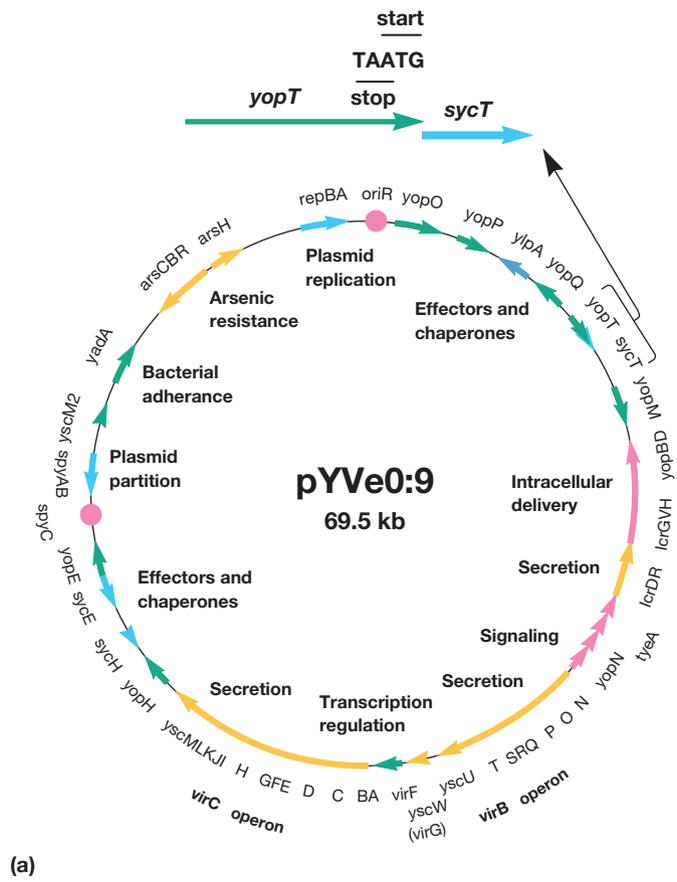 start
TAATG
stop
yopT
sycT
repBA
oriR
yopO
yopP
ylpA
yopQ
yopT
sycT
yopM
yopBD
lcrGVH
lcrDR
tyeA
yopN
N
O
P
SRQ
T
virB operon
yscU
yscW
(virG)
virF
BA
C
D
GFE
H
yscMLKJI
virC operon
yopH
sycH
sycE
yopE
spyC
spyAB
yscM2
yadA
arsCBR
arsH
Plasmid
replication
Arsenic
resistance
Effectors and
chaperones
Bacterial
adherance
Plasmid
partition
pYVe0:9
69.5 kb
Intracellular
delivery
Secretion
Effectors and
chaperones
Signaling
Secretion
Secretion
Transcription
regulation
(a)